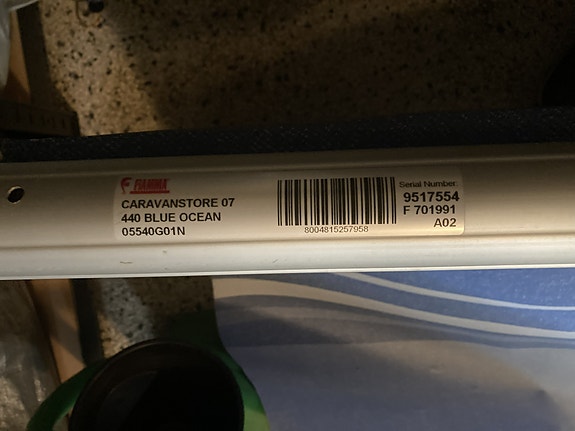 FIAMMA
CARAVANSTORE 07
440 BLUE OCEAN
05540G01N
8004815257958
Serial Number:
9517554
F 701991
A02